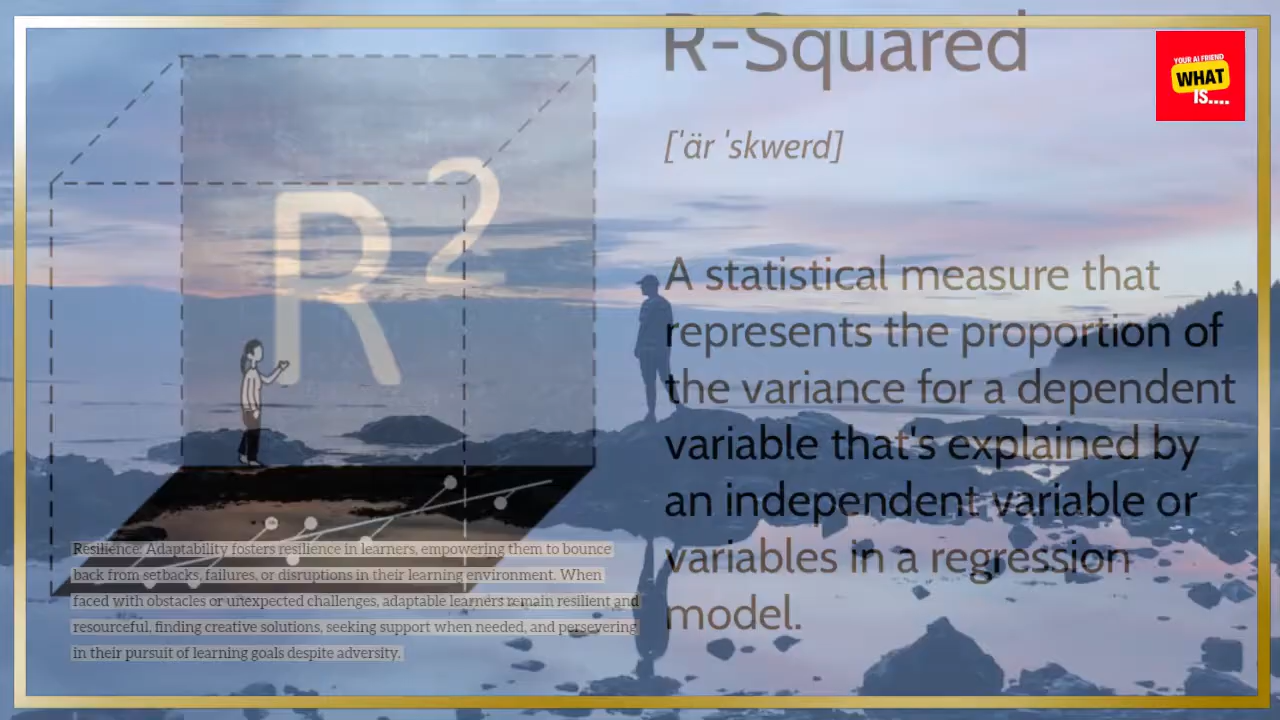 R-Squared
YOUR AI FRIEND
WHAT
IS....
['är 'skwerd]
R²
A statistical measure that
represents the proportion of
the variance for a dependent
variable that's explained by
an independent variable or
variables in a regression
model.
Resilience: Adaptability fosters resilience in learners, empowering them to bounce
back from setbacks, failures, or disruptions in their learning environment. When
faced with obstacles or unexpected challenges, adaptable learners remain resilient and
resourceful, finding creative solutions, seeking support when needed, and persevering
in their pursuit of learning goals despite adversity.